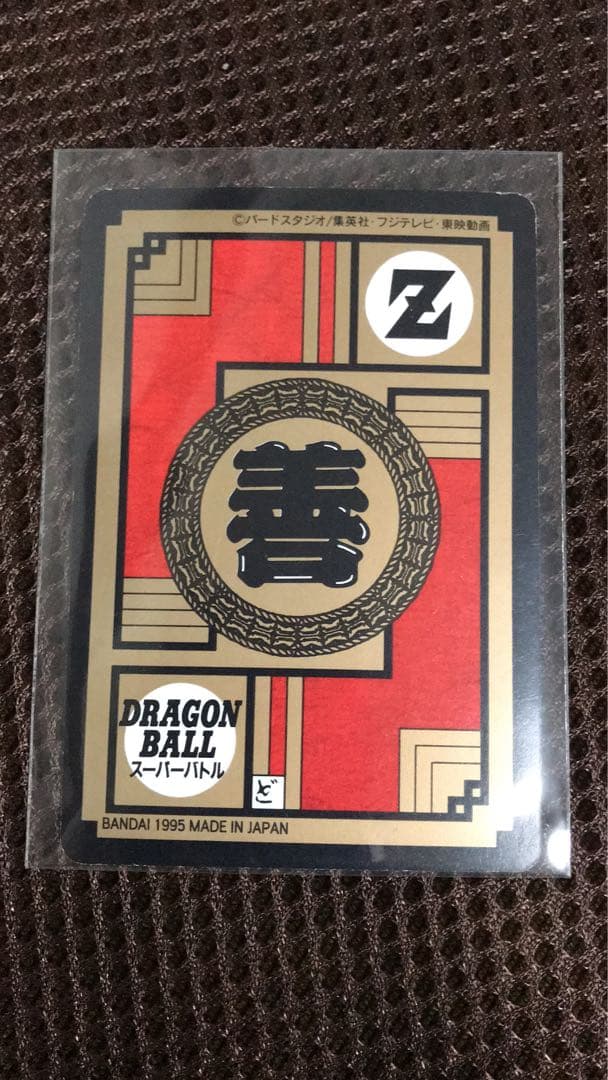 ©バードスタジオ/集英社・フジテレビ・東映動画
Z
善
DRAGON
BALL
スーパーバトル
ど
BANDAI 1995 MADE IN JAPAN